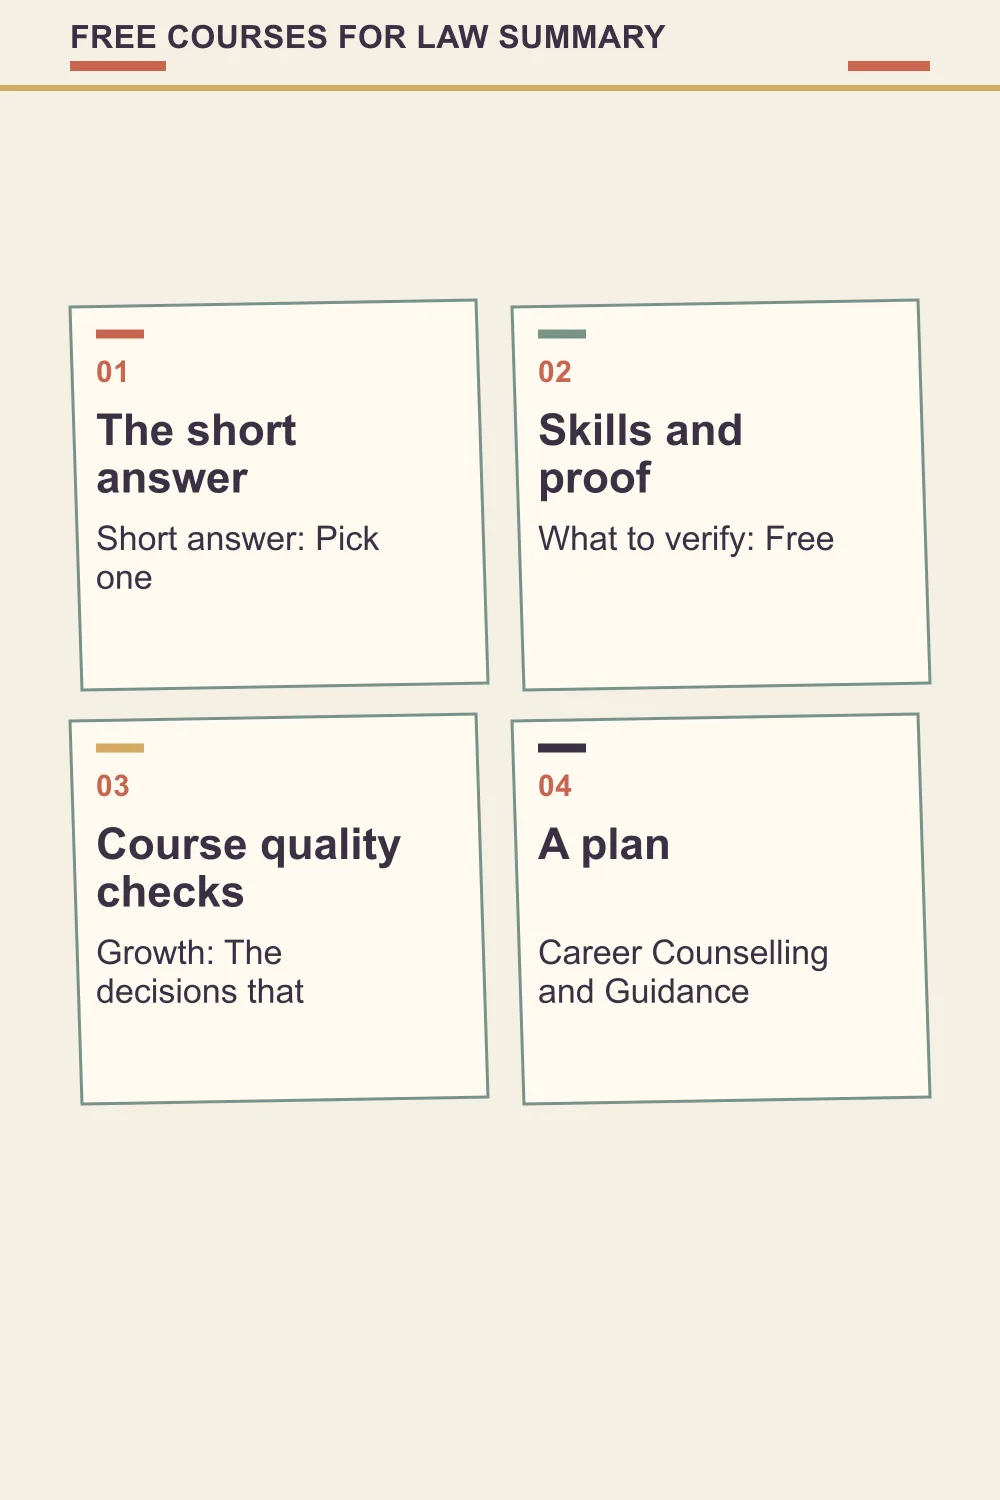 FREE COURSES FOR LAW SUMMARY
01
The short
answer
Short answer: Pick
one
02
Skills and
proof
What to verify: Free
03
Course quality
checks
Growth: The
decisions that
04
A plan
Career Counselling
and Guidance